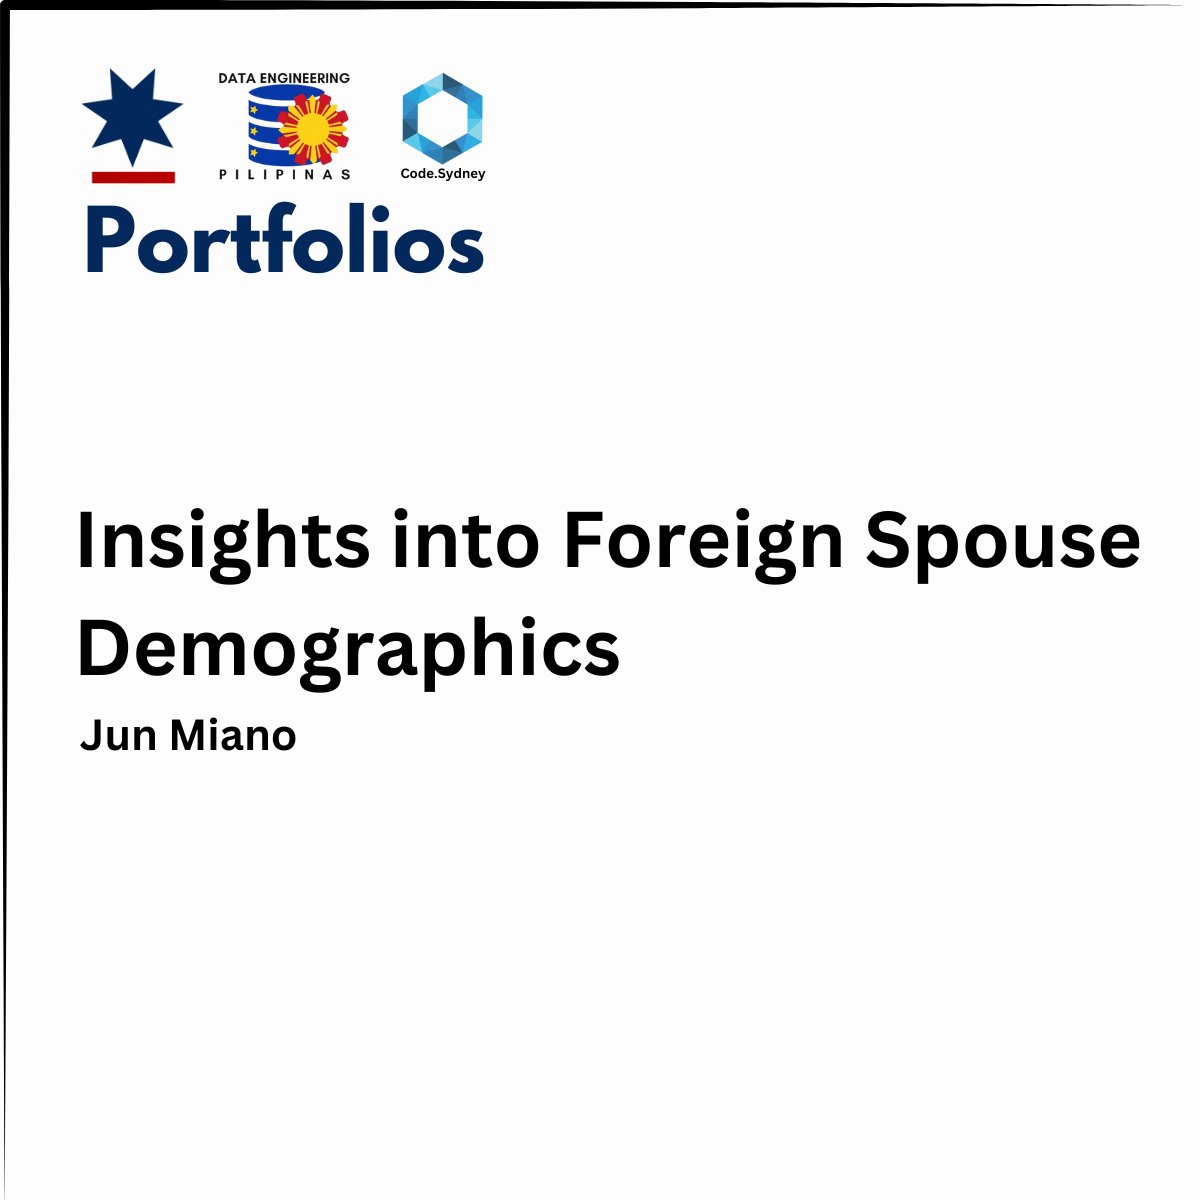 DATA ENGINEERING
PILIPINAS
Code.Sydney
Portfolios
Insights into Foreign Spouse
Demographics
Jun Miano